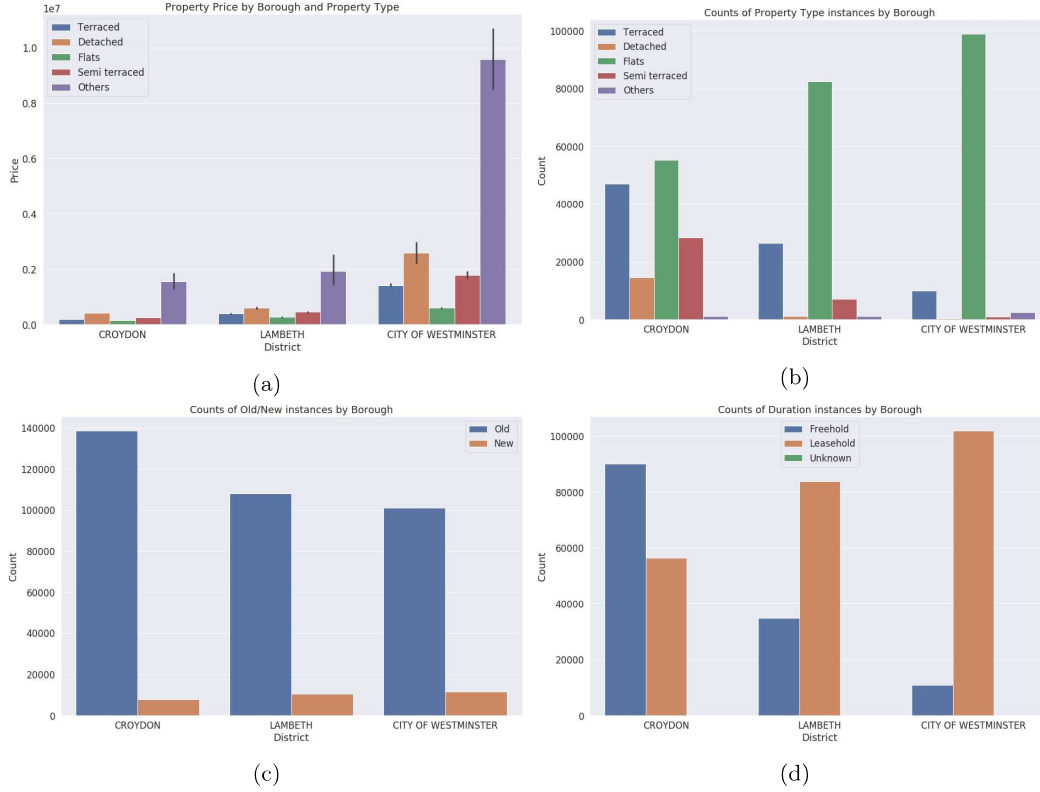 Property Price by Borough and Property Type
1e7
Terraced
Detached
Flats
Semi terraced
Others
1.0
0.8
0.6
0.4
0.2
0.0
Price
CROYDON
LAMBETH
CITY OF WESTMINSTER
District
(a)
Counts of Property Type instances by Borough
Terraced
Detached
Flats
Semi terraced
Others
100000
80000
60000
40000
20000
0
Count
CROYDON
LAMBETH
CITY OF WESTMINSTER
District
(b)
Counts of Old/New instances by Borough
Old
New
140000
120000
100000
80000
60000
40000
20000
0
Count
CROYDON
LAMBETH
CITY OF WESTMINSTER
District
(c)
Counts of Duration instances by Borough
Freehold
Leasehold
Unknown
100000
80000
60000
40000
20000
0
Count
CROYDON
LAMBETH
CITY OF WESTMINSTER
District
(d)